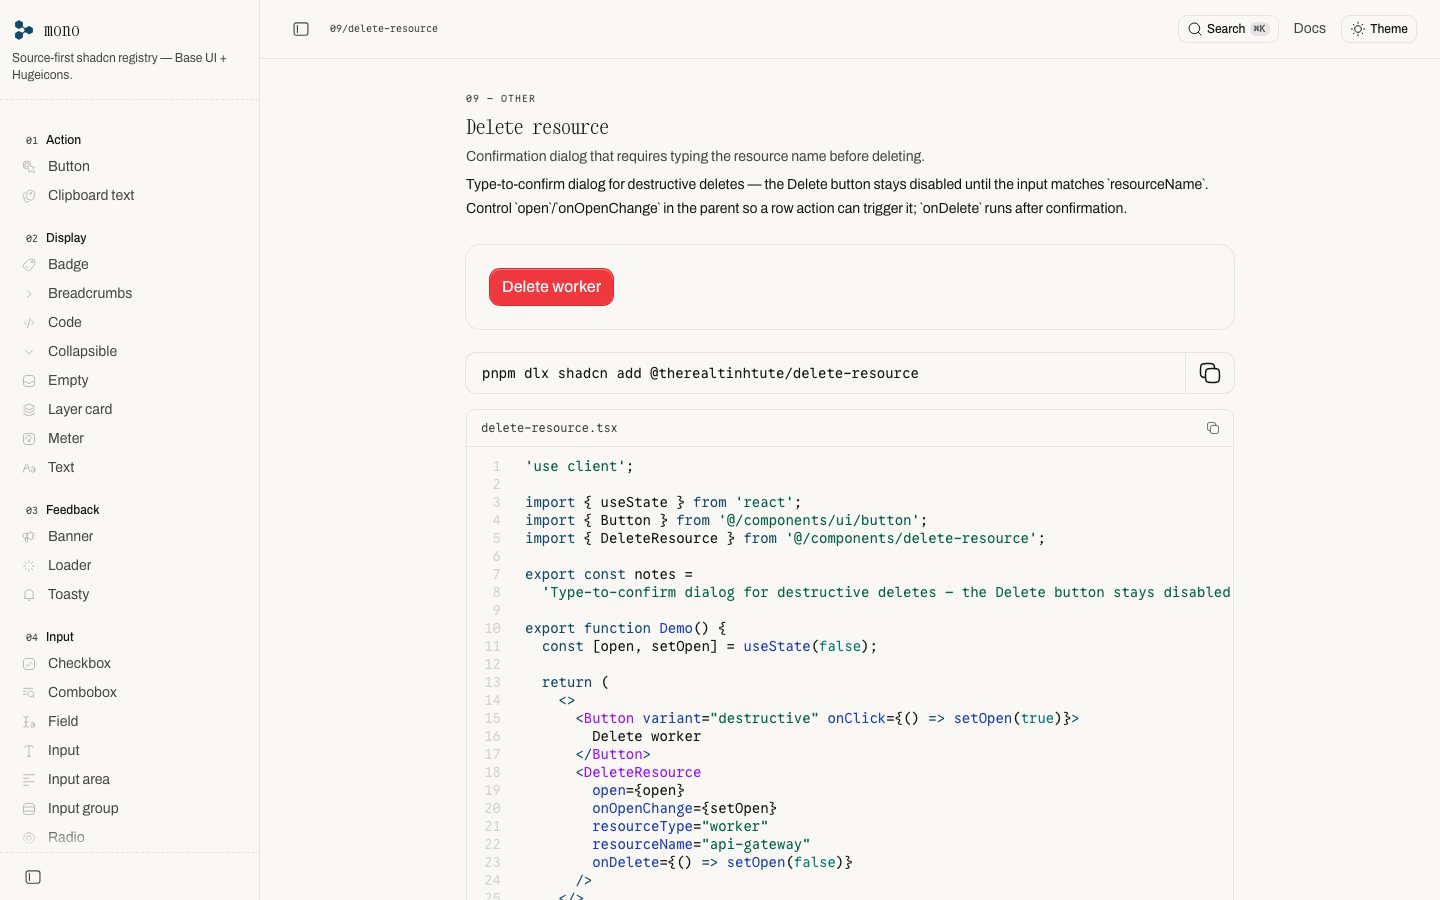 mono
Source-first shadcn registry — Base UI +
Hugeicons.
01 Action
Button
Clipboard text
02 Display
Badge
Breadcrumbs
Code
Collapsible
Empty
Layer card
Meter
Text
03 Feedback
Banner
Loader
Toasty
04 Input
Checkbox
Combobox
Field
Input
Input area
Input group
Radio
09/delete-resource
Search ⌘K
Docs
Theme
09 — OTHER
Delete resource
Confirmation dialog that requires typing the resource name before deleting.
Type-to-confirm dialog for destructive deletes — the Delete button stays disabled until the input matches `resourceName`.
Control `open`/`onOpenChange` in the parent so a row action can trigger it; `onDelete` runs after confirmation.
Delete worker
pnpm dlx shadcn add @therealtinhtute/delete-resource
delete-resource.tsx
1 'use client';
2
3 import { useState } from 'react';
4 import { Button } from '@/components/ui/button';
5 import { DeleteResource } from '@/components/delete-resource';
6
7 export const notes =
8 'Type-to-confirm dialog for destructive deletes — the Delete button stays disabled
9
10 export function Demo() {
11 const [open, setOpen] = useState(false);
12
13 return (
14 <>
15 <Button variant="destructive" onClick={() => setOpen(true)}>
16 Delete worker
17 </Button>
18 <DeleteResource
19 open={open}
20 onOpenChange={setOpen}
21 resourceType="worker"
22 resourceName="api-gateway"
23 onDelete={() => setOpen(false)}
24 />
25 </>